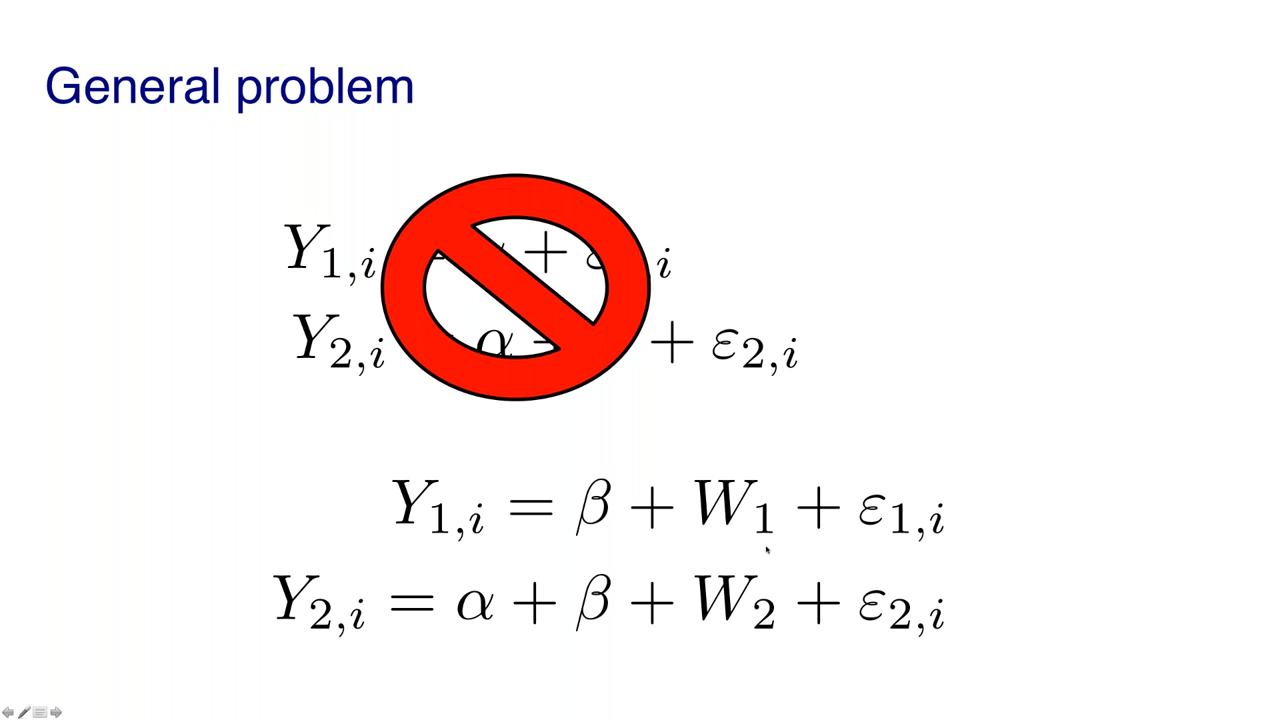 General problem
Y₁,ᵢ + ᵢ
Y₂,ᵢ α + ε₂,ᵢ
Y₁,ᵢ = β + W₁ + ε₁,ᵢ
Y₂,ᵢ = α + β + W₂ + ε₂,ᵢ